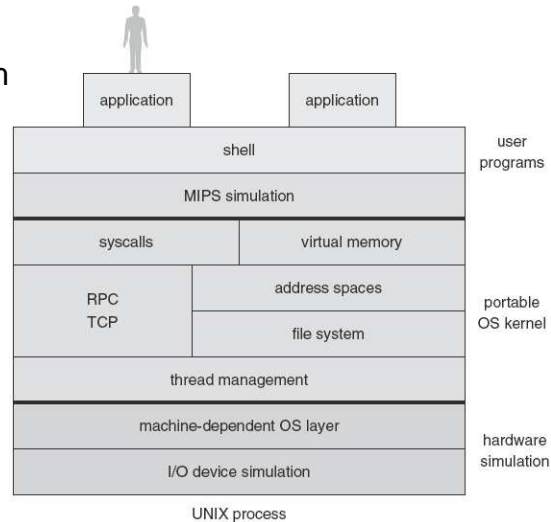 n
application
application
shell
user
programs
MIPS simulation
syscalls
virtual memory
RPC
TCP
address spaces
portable
OS kernel
file system
thread management
machine-dependent OS layer
hardware
simulation
I/O device simulation
UNIX process